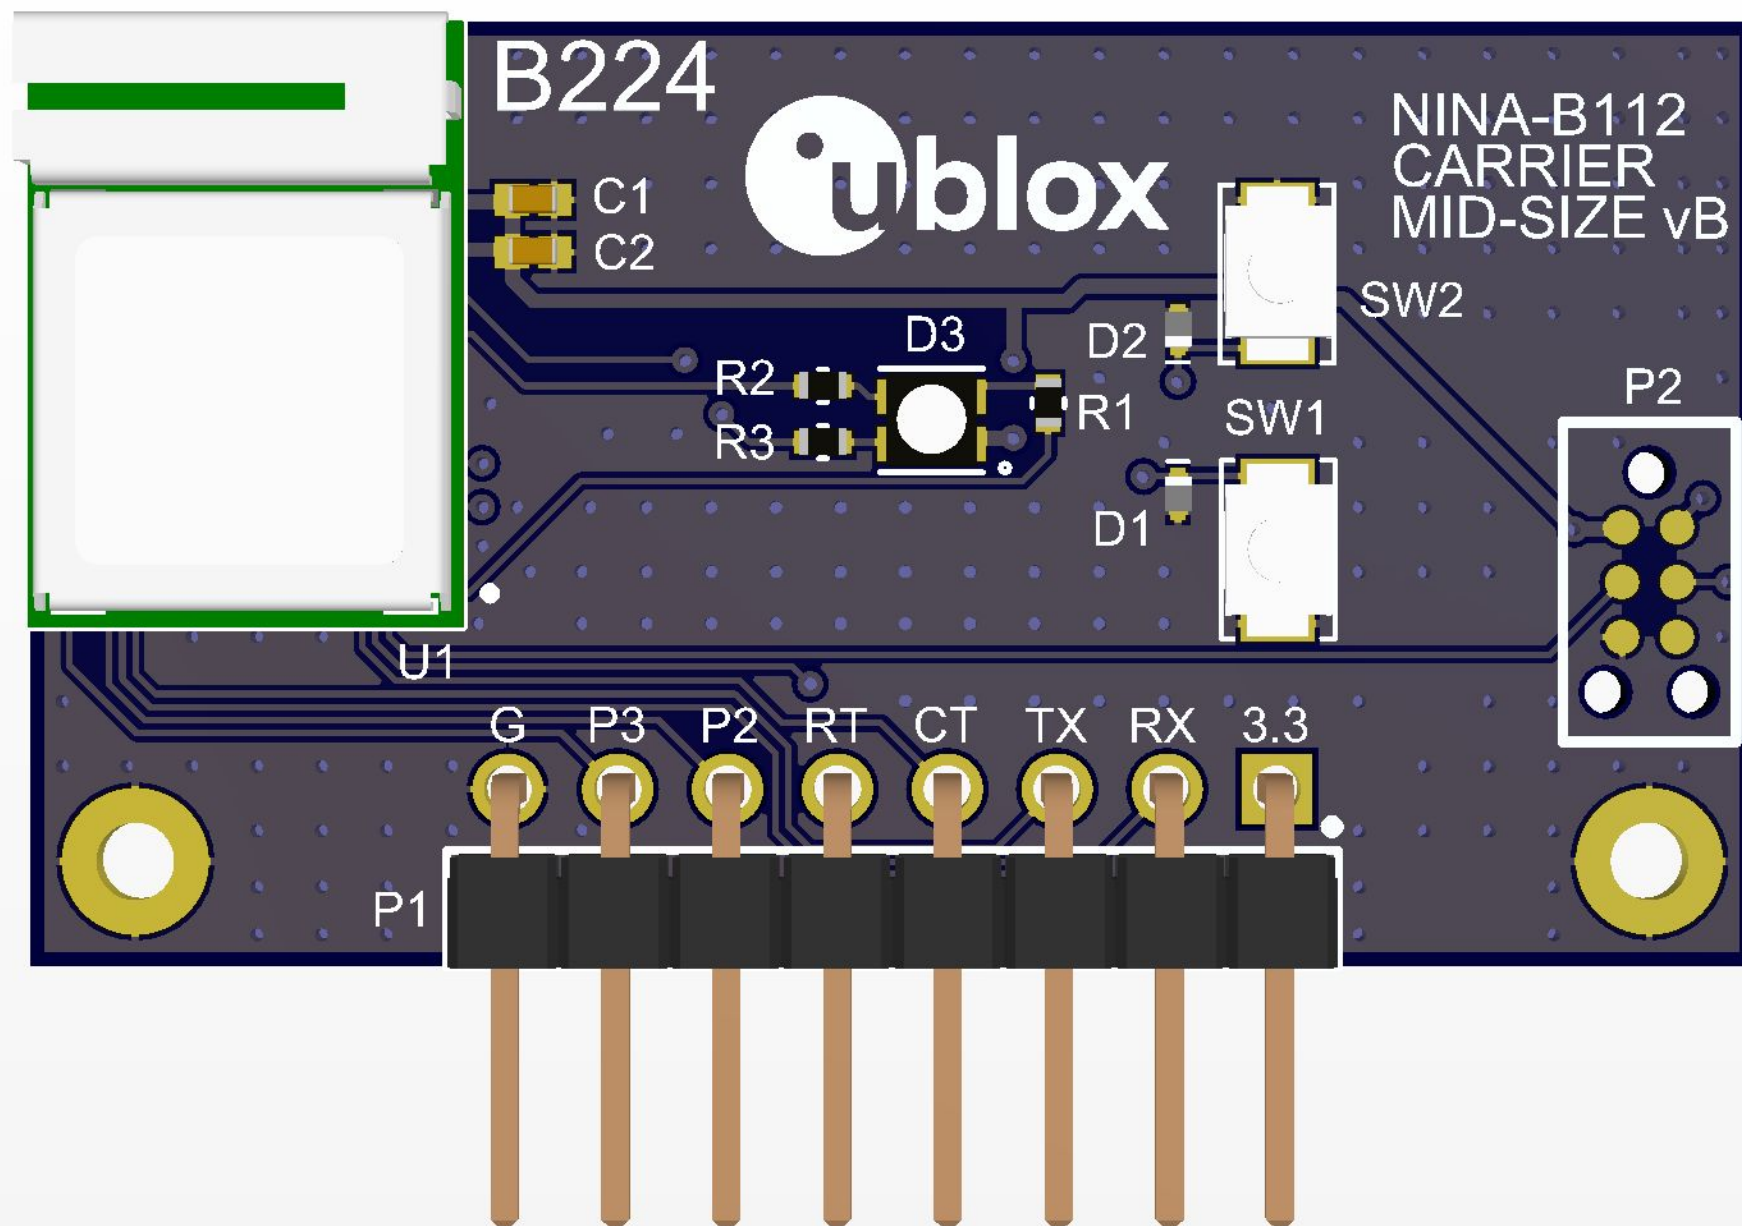 B224
ublox
NINA-B112
CARRIER
MID-SIZE vB
C1
C2
SW2
D3
D2
R2
P2
R1
SW1
R3
D1
U1
G P3 P2 RT CT TX RX 3.3
P1